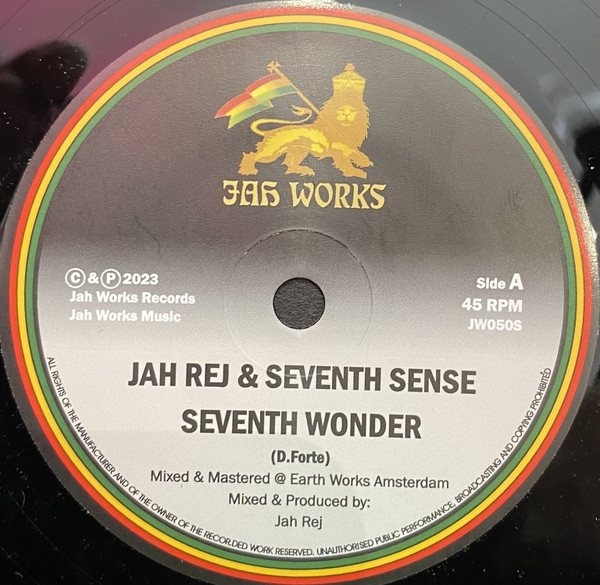 JAH WORKS
Ⓒ & Ⓟ 2023
Jah Works Records
Jah Works Music
Side A
45 RPM
JW050S
JAH REJ & SEVENTH SENSE
SEVENTH WONDER
(D.Forte)
Mixed & Mastered @ Earth Works Amsterdam
Mixed & Produced by:
Jah Rej
ALL RIGHTS OF THE MANUFACTURER AND OF THE OWNER OF THE RECORDED WORK RESERVED. UNAUTHORISED PUBLIC PERFORMANCE, BROADCASTING AND COPYING PROHIBITED